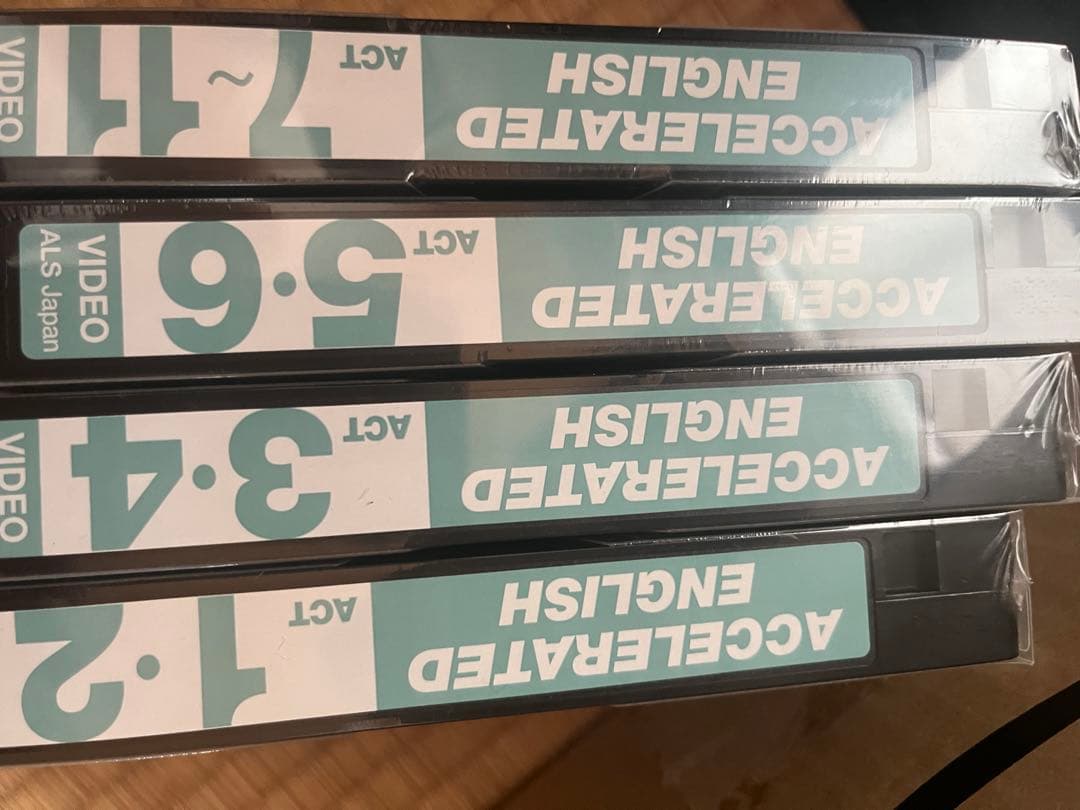 ACCELERATED
ENGLISH
ACT
7~11
VIDEO
ACCELERATED
ENGLISH
ACT
5·6
VIDEO
ALS Japan
ACCELERATED
ENGLISH
ACT
3·4
VIDEO
ACCELERATED
ENGLISH
ACT
1·2